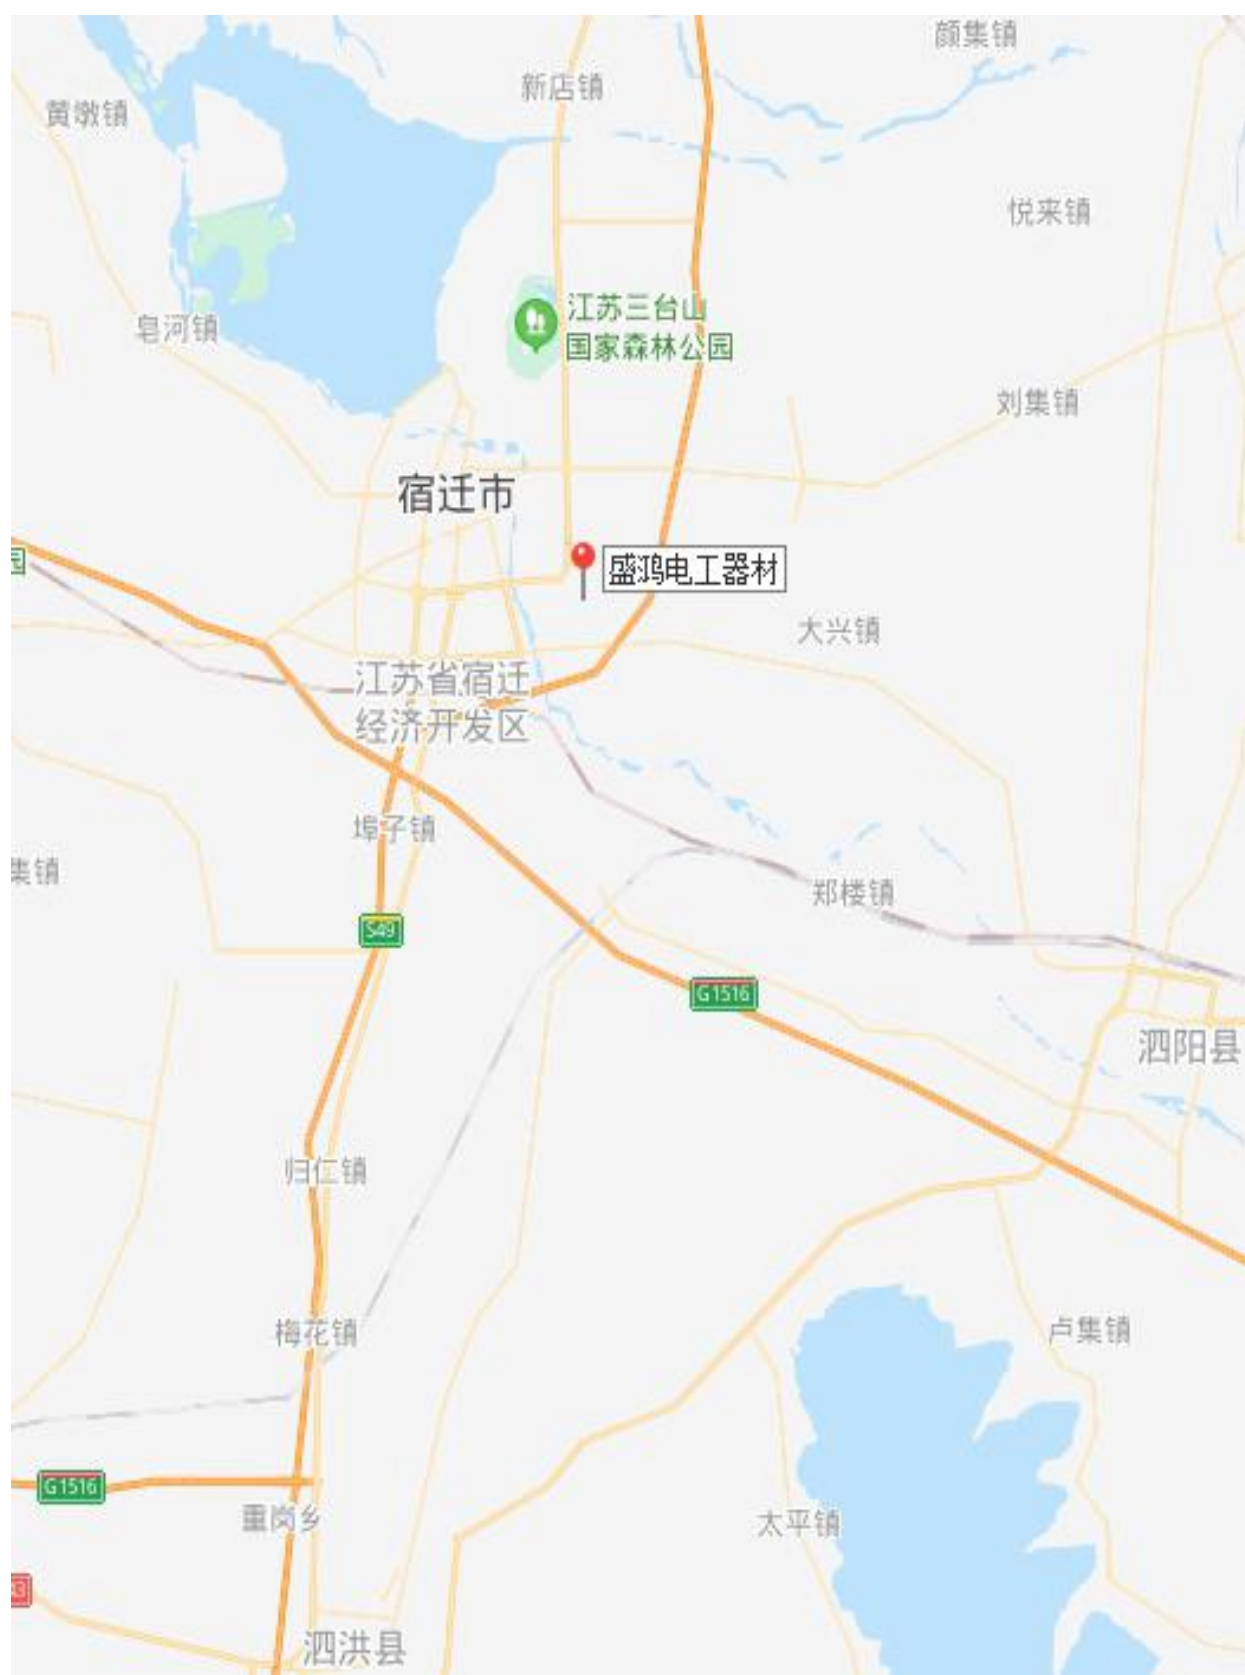 颜集镇
新店镇
黄墩镇
悦来镇
江苏三台山
国家森林公园
皂河镇
刘集镇
宿迁市
园
盛鸿电工器材
大兴镇
江苏省宿迁
经济开发区
埠子镇
集镇
郑楼镇
S49
G1516
泗阳县
归仁镇
梅花镇
卢集镇
G1516
重岗乡
太平镇
泗洪县